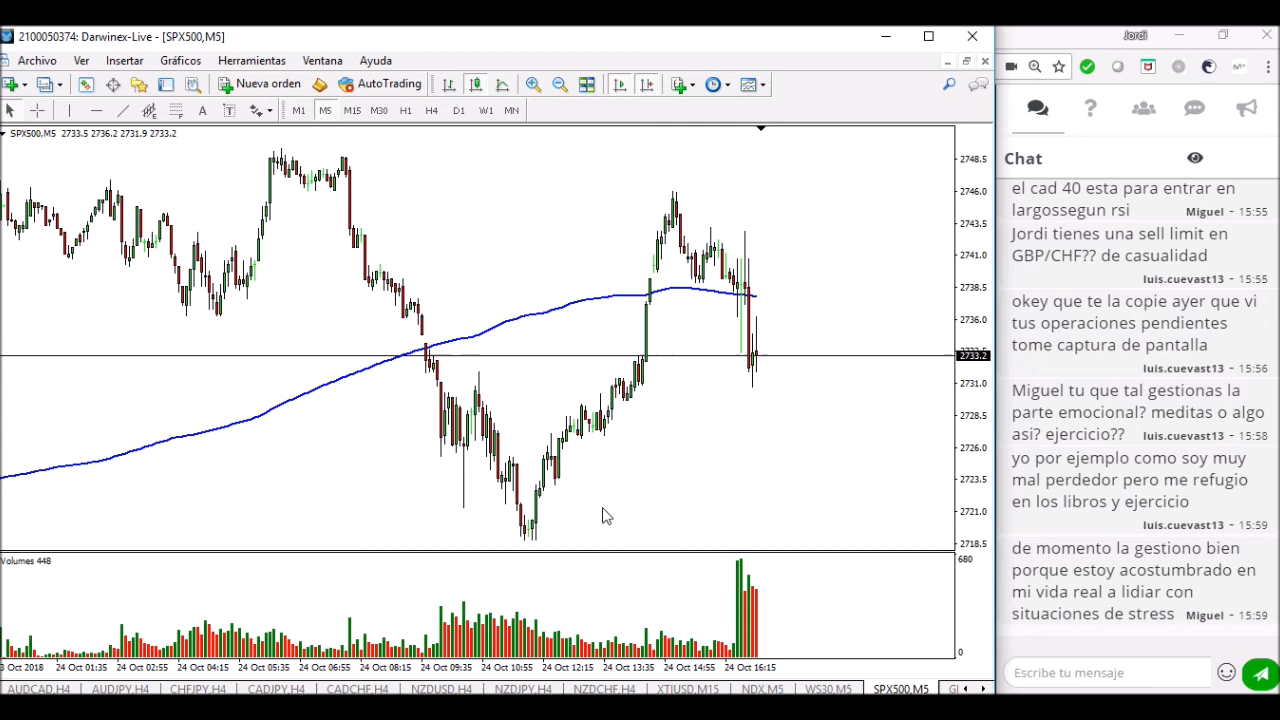 2100050374: Darwinex-Live - [SPX500,M5]
Jordi
Archivo Ver Insertar Gráficos Herramientas Ventana Ayuda
Nueva orden AutoTrading
A T M1 M5 M15 M30 H1 H4 D1 W1 MN
SPX500,M5 2733.5 2736.2 2731.9 2733.2
2748.5
2746.0
2743.5
2741.0
2738.5
2736.0
2733.2
2731.0
2728.5
2726.0
2723.5
2721.0
2718.5
Volumes 448
680
0
3 Oct 2018 24 Oct 01:35 24 Oct 02:55 24 Oct 04:15 24 Oct 05:35 24 Oct 06:55 24 Oct 08:15 24 Oct 09:35 24 Oct 10:55 24 Oct 12:15 24 Oct 13:35 24 Oct 14:55 24 Oct 16:15
AUDCAD,H4 AUDJPY,H4 CHFJPY,H4 CADJPY,H4 CADCHF,H4 NZDUSD,H4 NZDJPY,H4 NZDCHF,H4 XTIUSD,M15 NDX,M5 WS30,M5 SPX500,M5
Chat
el cad 40 esta para entrar en
largossegun rsi
Miguel - 15:55
Jordi tienes una sell limit en
GBP/CHF?? de casualidad
luis.cuevast13 - 15:55
okey que te la copie ayer que vi
tus operaciones pendientes
tome captura de pantalla
luis.cuevast13 - 15:56
Miguel tu que tal gestionas la
parte emocional? meditas o algo
asi? ejercicio??
luis.cuevast13 - 15:58
yo por ejemplo como soy muy
mal perdedor pero me refugio
en los libros y ejercicio
luis.cuevast13 - 15:59
de momento la gestiono bien
porque estoy acostumbrado en
mi vida real a lidiar con
situaciones de stress
Miguel - 15:59
Escribe tu mensaje